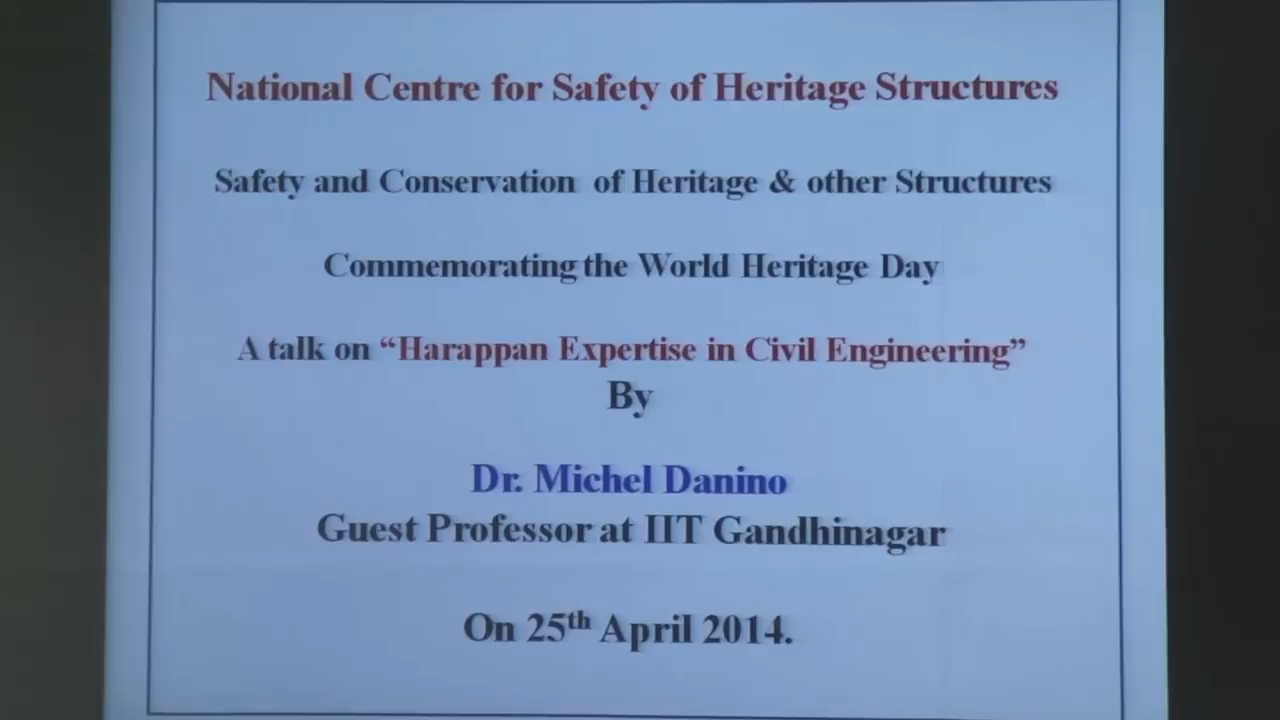 National Centre for Safety of Heritage Structures
Safety and Conservation of Heritage & other Structures
Commemorating the World Heritage Day
A talk on “Harappan Expertise in Civil Engineering”
By
Dr. Michel Danino
Guest Professor at IIT Gandhinagar
On 25th April 2014.